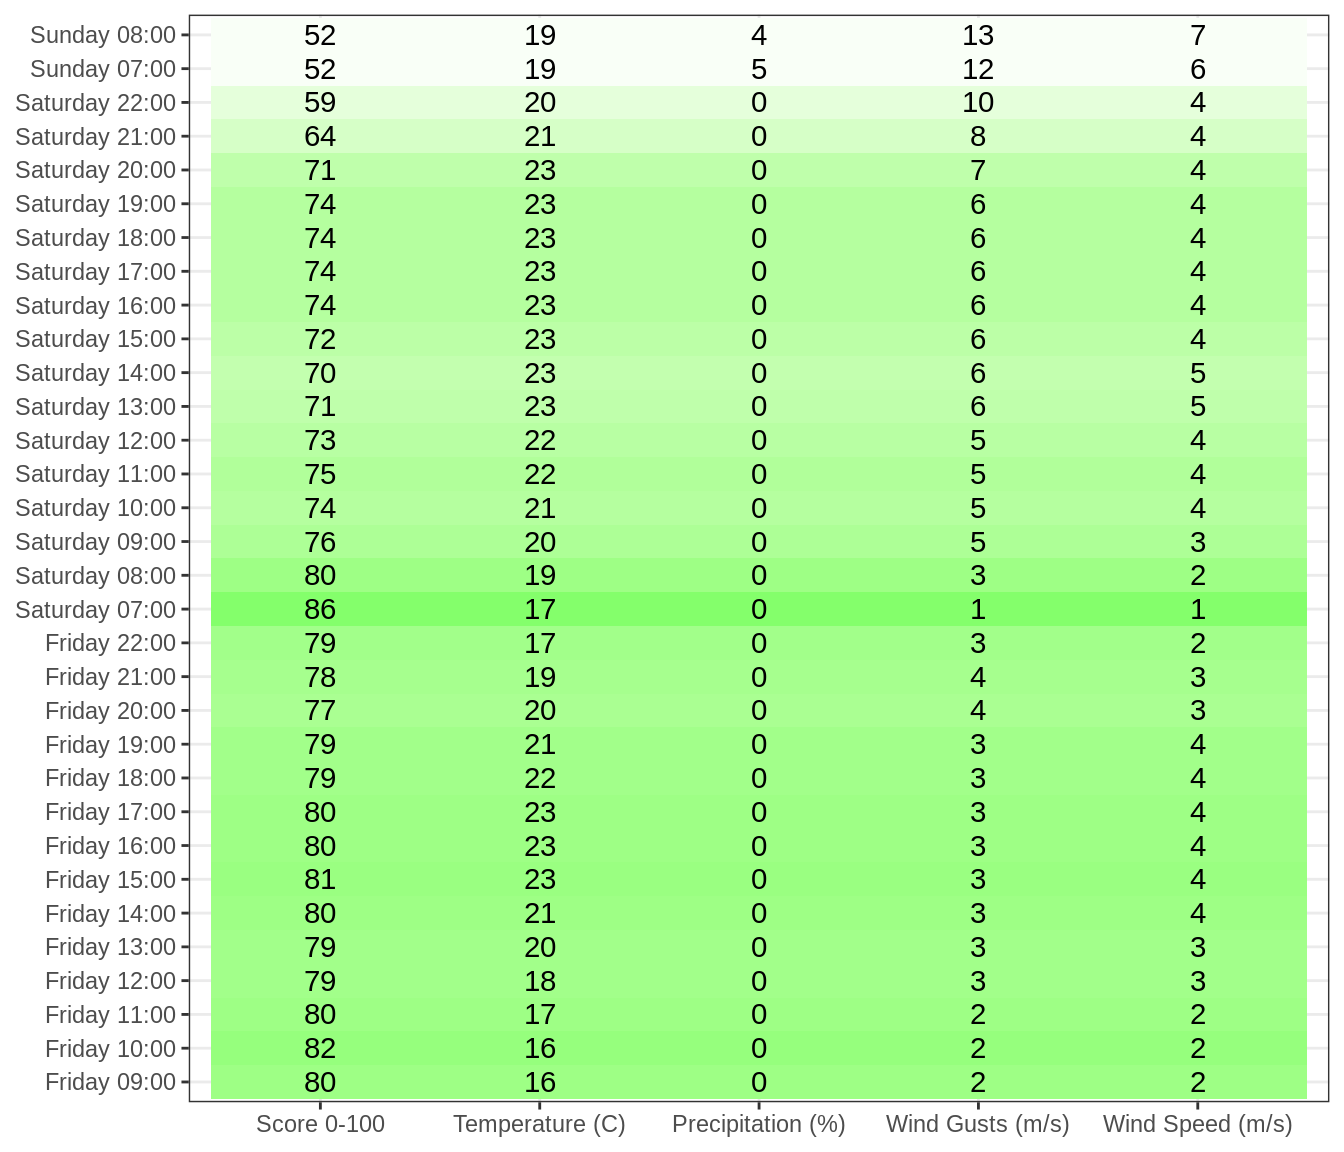 Sunday 08:00 52 19 4 13 7
Sunday 07:00 52 19 5 12 6
Saturday 22:00 59 20 0 10 4
Saturday 21:00 64 21 0 8 4
Saturday 20:00 71 23 0 7 4
Saturday 19:00 74 23 0 6 4
Saturday 18:00 74 23 0 6 4
Saturday 17:00 74 23 0 6 4
Saturday 16:00 74 23 0 6 4
Saturday 15:00 72 23 0 6 4
Saturday 14:00 70 23 0 6 5
Saturday 13:00 71 23 0 6 5
Saturday 12:00 73 22 0 5 4
Saturday 11:00 75 22 0 5 4
Saturday 10:00 74 21 0 5 4
Saturday 09:00 76 20 0 5 3
Saturday 08:00 80 19 0 3 2
Saturday 07:00 86 17 0 1 1
Friday 22:00 79 17 0 3 2
Friday 21:00 78 19 0 4 3
Friday 20:00 77 20 0 4 3
Friday 19:00 79 21 0 3 4
Friday 18:00 79 22 0 3 4
Friday 17:00 80 23 0 3 4
Friday 16:00 80 23 0 3 4
Friday 15:00 81 23 0 3 4
Friday 14:00 80 21 0 3 4
Friday 13:00 79 20 0 3 3
Friday 12:00 79 18 0 3 3
Friday 11:00 80 17 0 2 2
Friday 10:00 82 16 0 2 2
Friday 09:00 80 16 0 2 2
Score 0-100 Temperature (C) Precipitation (%) Wind Gusts (m/s) Wind Speed (m/s)